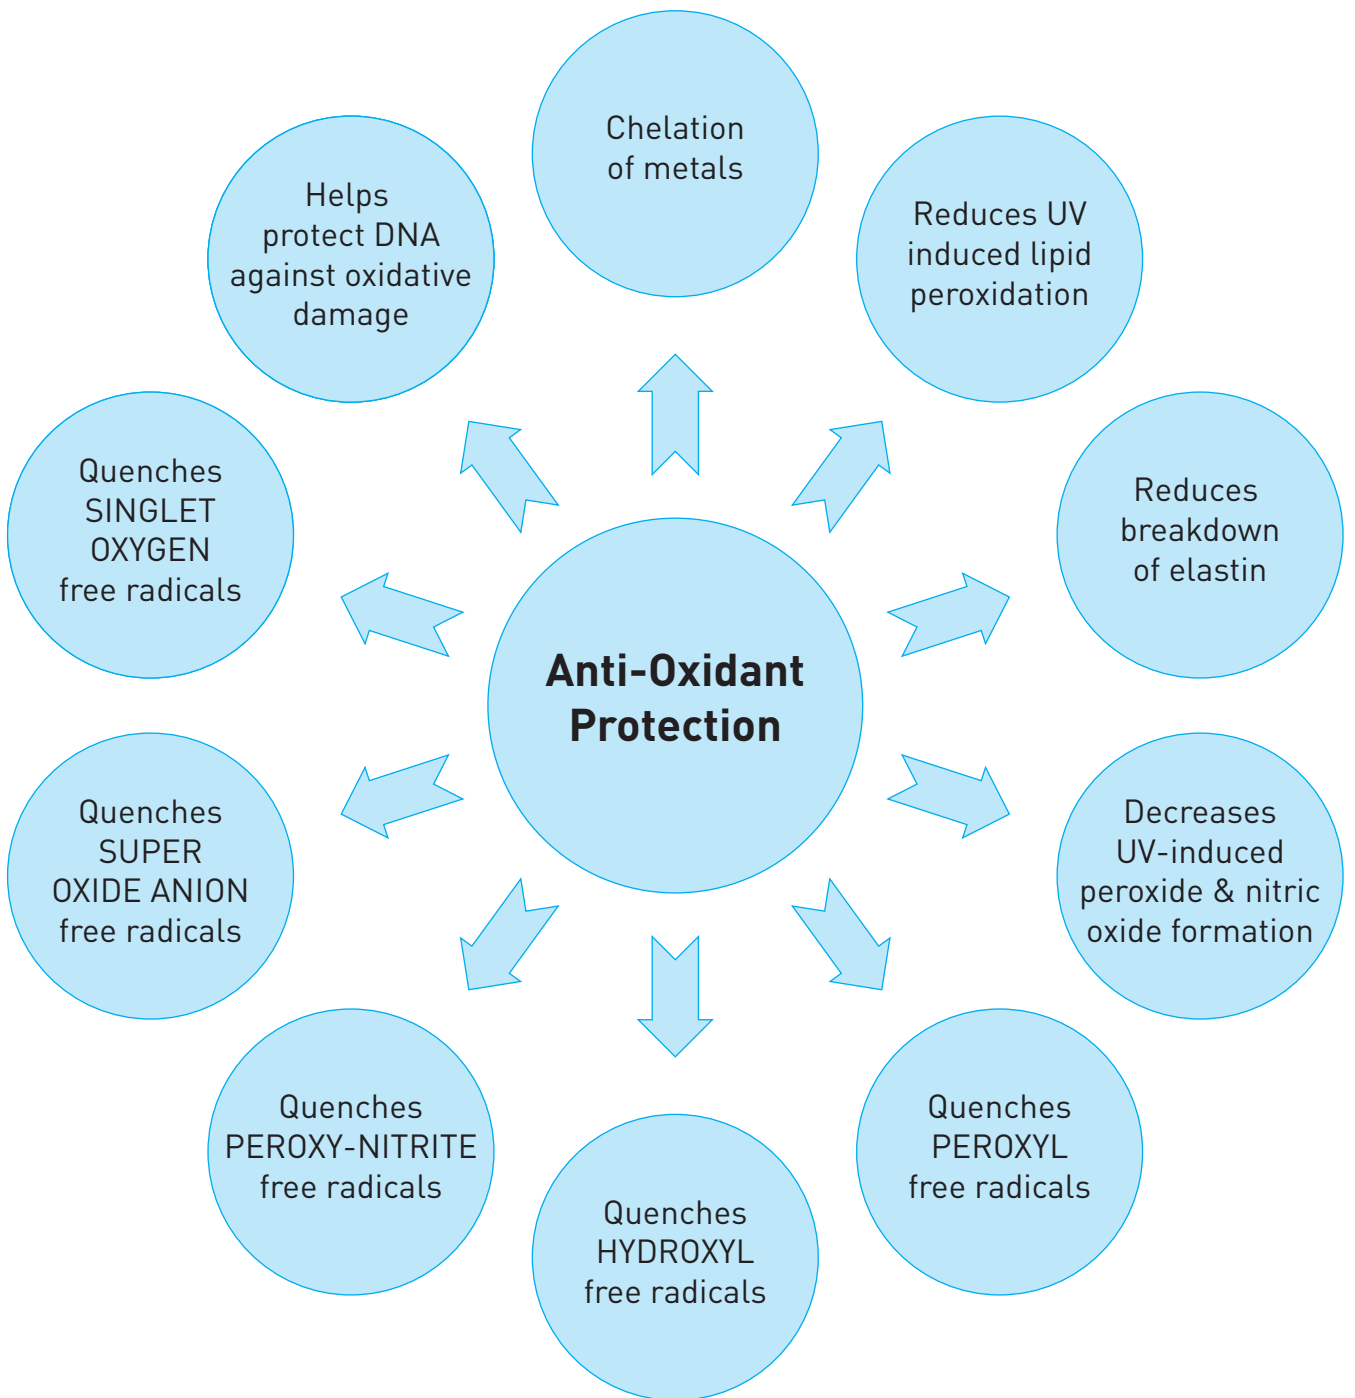 Chelation
of metals
Reduces UV
induced lipid
peroxidation
Reduces
breakdown
of elastin
Decreases
UV-induced
peroxide & nitric
oxide formation
Quenches
PEROXYL
free radicals
Quenches
HYDROXYL
free radicals
Quenches
PEROXY-NITRITE
free radicals
Quenches
SUPER
OXIDE ANION
free radicals
Quenches
SINGLET
OXYGEN
free radicals
Helps
protect DNA
against oxidative
damage
Anti-Oxidant
Protection